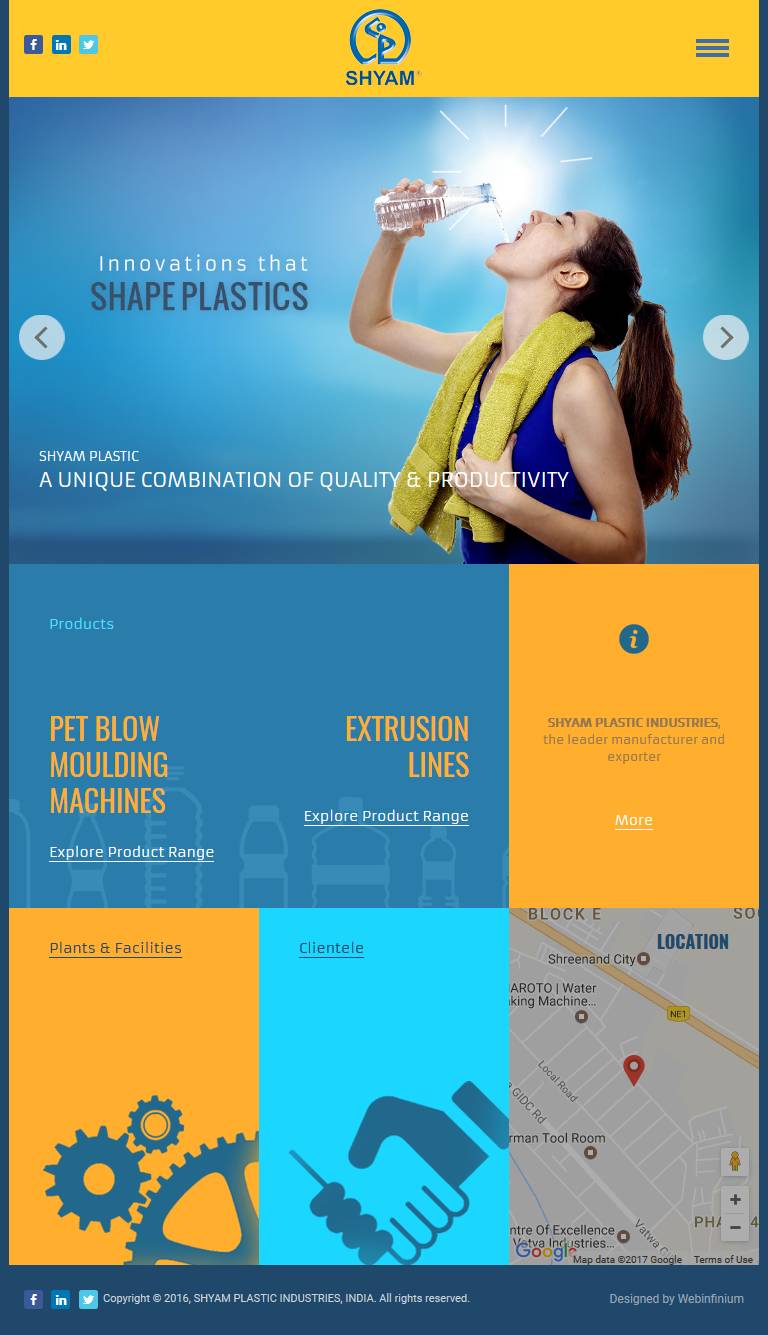 SHYAM®
Innovations that
SHAPE PLASTICS
SHYAM PLASTIC
A UNIQUE COMBINATION OF QUALITY & PRODUCTIVITY
Products
PET BLOW
MOULDING
MACHINES
Explore Product Range
EXTRUSION
LINES
Explore Product Range
SHYAM PLASTIC INDUSTRIES,
the leader manufacturer and
exporter
More
Plants & Facilities
Clientele
BLOCK E
SO
LOCATION
Shreenand City
AROTO | Water
king Machine...
NE1
Local Road
GIDC Rd
rman Tool Room
PHA
4
Vatva
ntre Of Excellence
Vatva Industries...
Google
Map data ©2017 Google
Terms of Use
Copyright © 2016, SHYAM PLASTIC INDUSTRIES, INDIA. All rights reserved.
Designed by Webinfinium